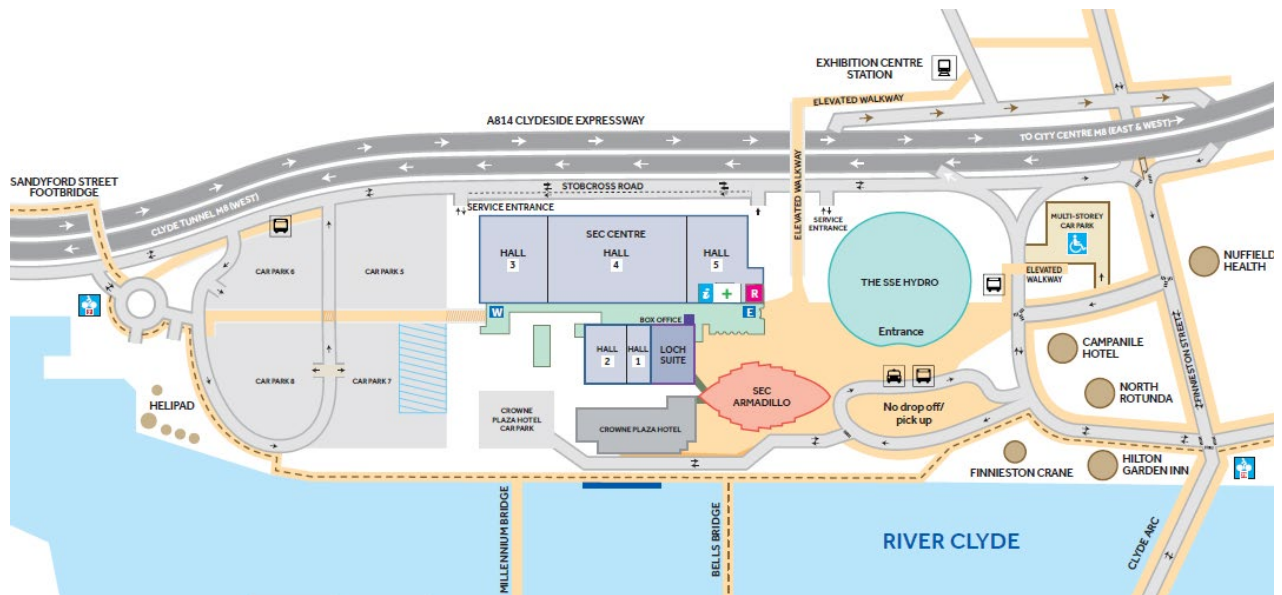 EXHIBITION CENTRE
STATION
ELEVATED WALKWAY
A814 CLYDESIDE EXPRESSWAY
TO CITY CENTRE M8 (EAST & WEST)
SANDYFORD STREET
FOOTBRIDGE
CLYDE TUNNEL M8 (WEST)
STOBCROSS ROAD
ELEVATED WALKWAY
SERVICE ENTRANCE
SERVICE
ENTRANCE
MULTI-STOREY
CAR PARK
SEC CENTRE
HALL
3
HALL
4
HALL
5
NUFFIELD
HEALTH
CAR PARK 6
CAR PARK 5
ELEVATED
WALKWAY
THE SSE HYDRO
i
R
W
E
BOX OFFICE
Entrance
HALL
2
HALL
1
LOCH
SUITE
CAMPANILE
HOTEL
FINNIESTON STREET
CAR PARK 8
CAR PARK 7
SEC
ARMADILLO
NORTH
ROTUNDA
HELIPAD
CROWNE
PLAZA HOTEL
CAR PARK
CROWNE PLAZA HOTEL
No drop off/
pick up
FINNIESTON CRANE
HILTON
GARDEN INN
MILLENNIUM BRIDGE
BELLS BRIDGE
RIVER CLYDE
CLYDE ARC